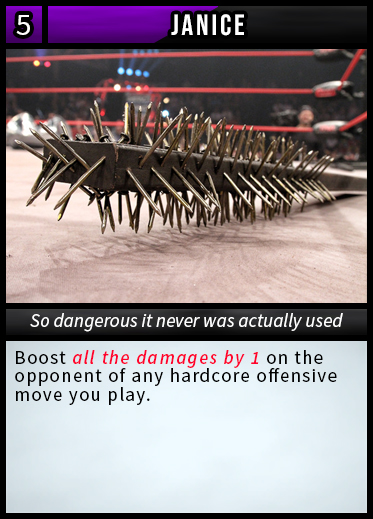 5 JANICE
So dangerous it never was actually used
Boost all the damages by 1 on the
opponent of any hardcore offensive
move you play.